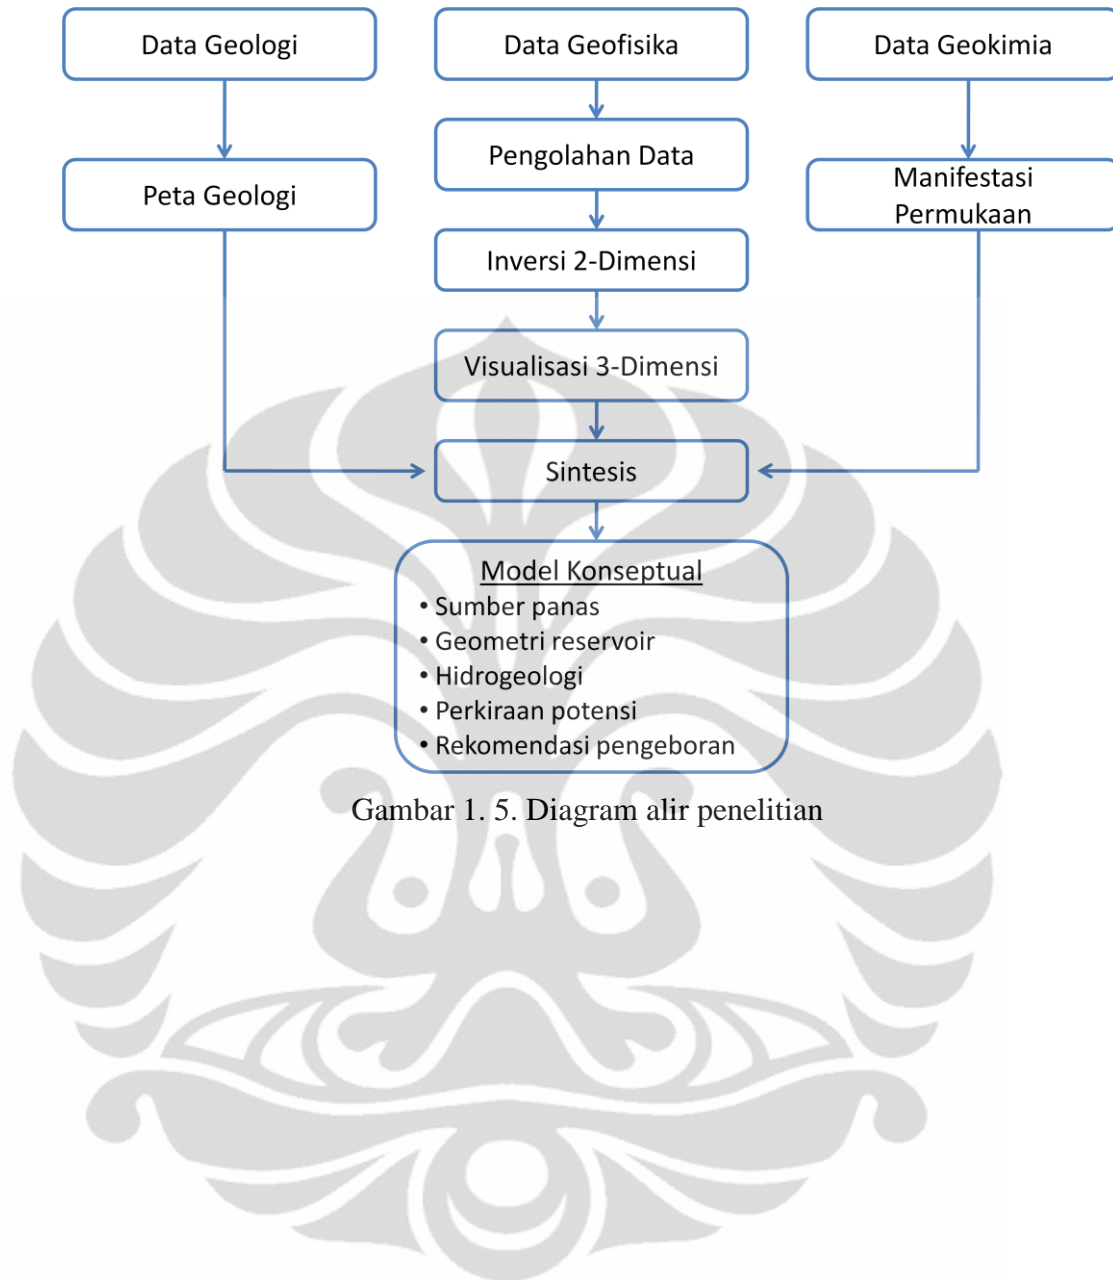 Data Geologi
Data Geofisika
Data Geokimia
Pengolahan Data
Peta Geologi
Manifestasi
Permukaan
Inversi 2-Dimensi
Visualisasi 3-Dimensi
Sintesis
Model Konseptual
• Sumber panas
• Geometri reservoir
• Hidrogeologi
• Perkiraan potensi
• Rekomendasi pengeboran
Gambar 1. 5. Diagram alir penelitian